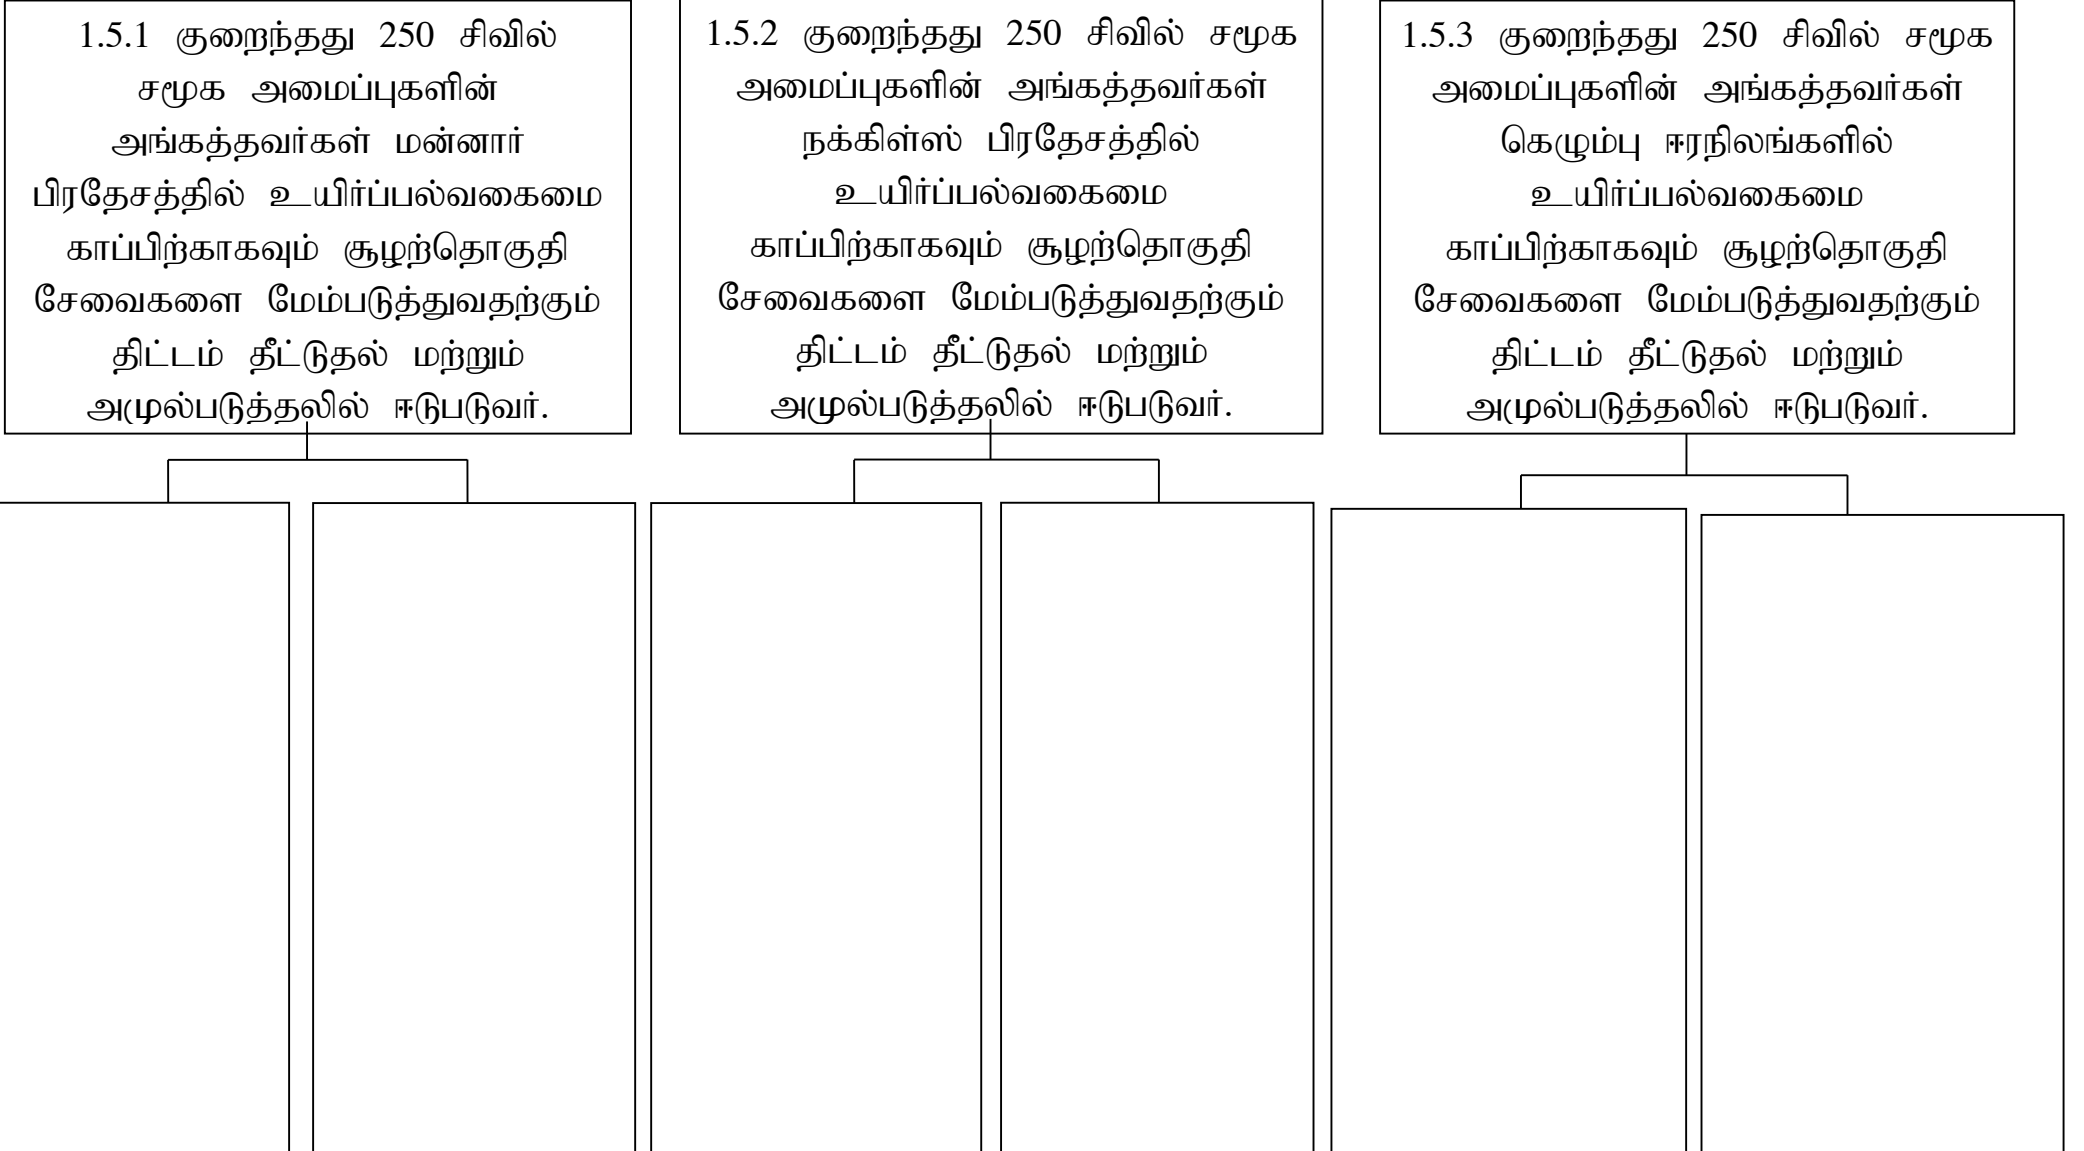 1.5.1 குறைந்தது 250 சிவில்
சமூக அமைப்புகளின்
அங்கத்தவர்கள் மன்னார்
பிரதேசத்தில் உயிர்ப்பல்வகைமை
காப்பிற்காகவும் சூழற்தொகுதி
சேவைகளை மேம்படுத்துவதற்கும்
திட்டம் தீட்டுதல் மற்றும்
அமுல்படுத்தலில் ஈடுபடுவர்.
1.5.2 குறைந்தது 250 சிவில் சமூக
அமைப்புகளின் அங்கத்தவர்கள்
நக்கிள்ஸ் பிரதேசத்தில்
உயிர்ப்பல்வகைமை
காப்பிற்காகவும் சூழற்தொகுதி
சேவைகளை மேம்படுத்துவதற்கும்
திட்டம் தீட்டுதல் மற்றும்
அமுல்படுத்தலில் ஈடுபடுவர்.
1.5.3 குறைந்தது 250 சிவில் சமூக
அமைப்புகளின் அங்கத்தவர்கள்
கெழும்பு ஈரநிலங்களில்
உயிர்ப்பல்வகைமை
காப்பிற்காகவும் சூழற்தொகுதி
சேவைகளை மேம்படுத்துவதற்கும்
திட்டம் தீட்டுதல் மற்றும்
அமுல்படுத்தலில் ஈடுபடுவர்.